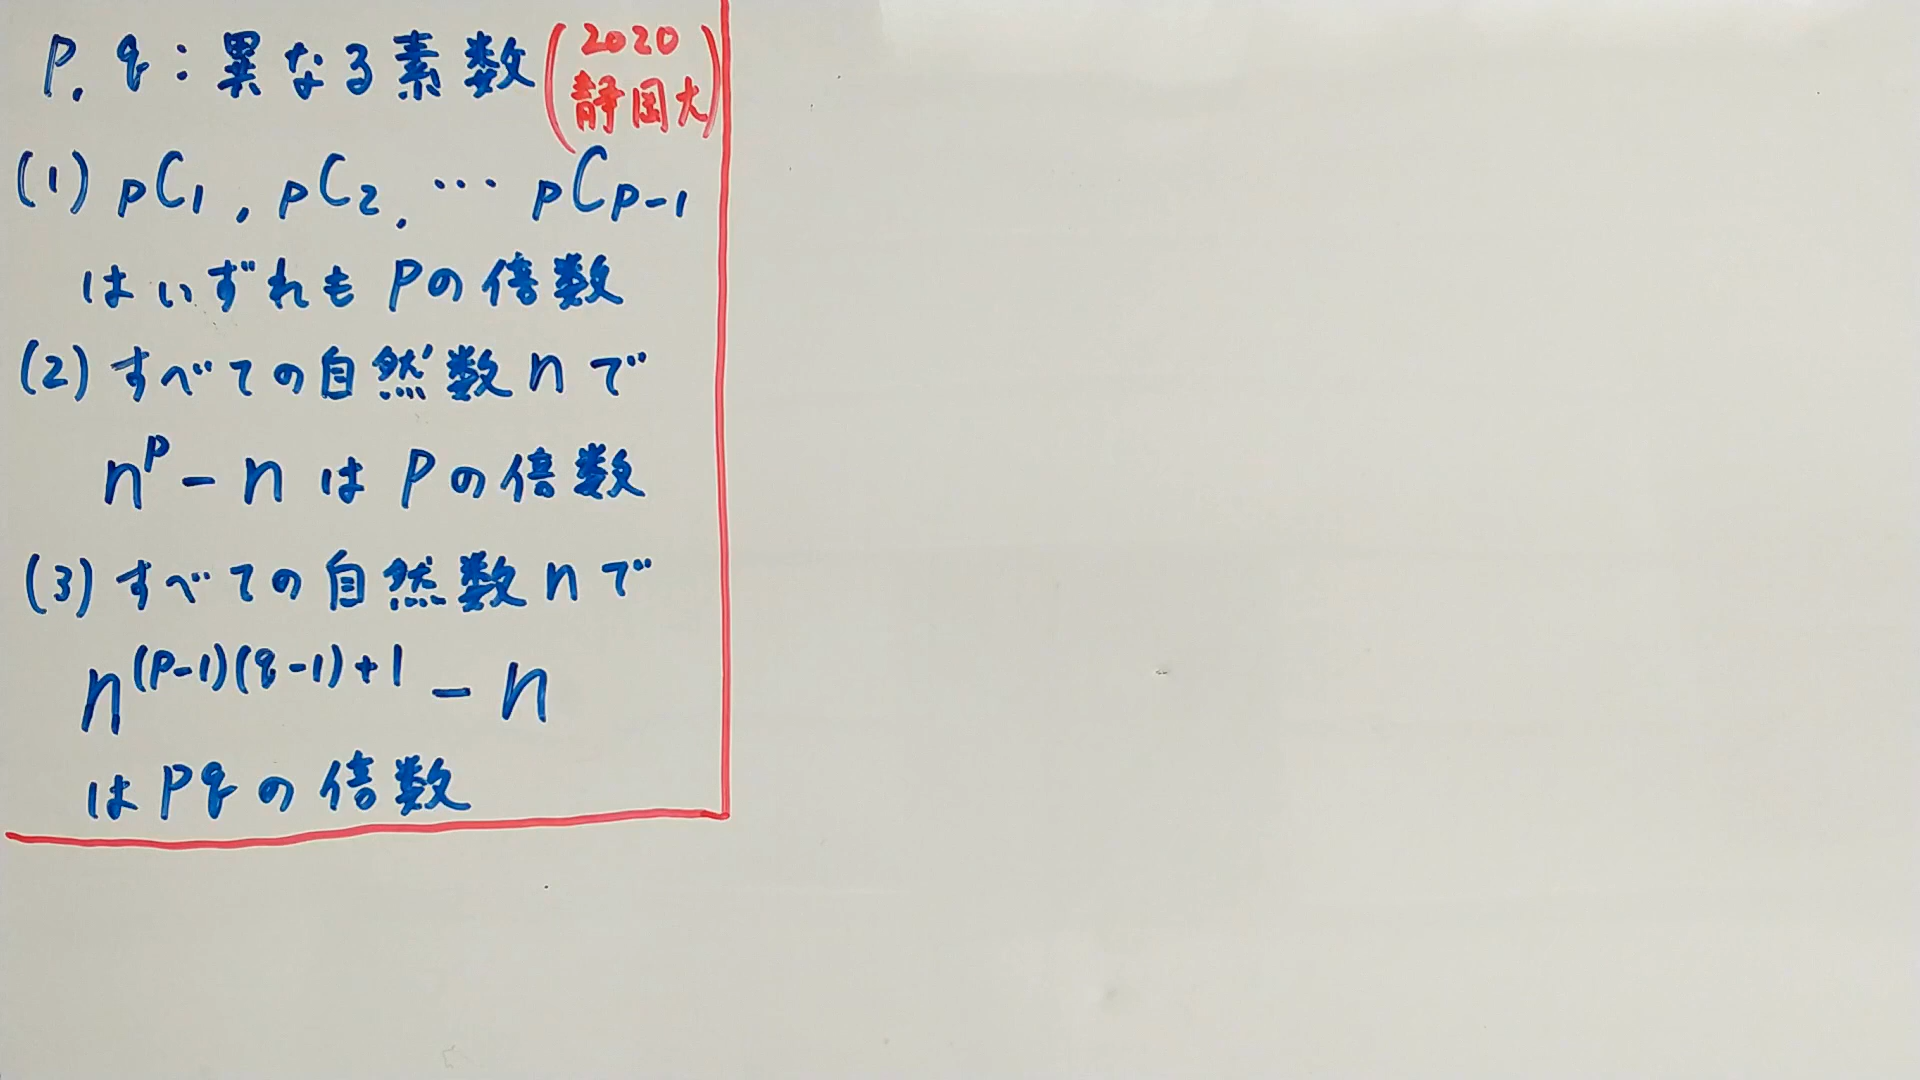 p, q : 異なる素数 (2020 静岡大)
(1) pC1, pC2, … pCp-1
はいずれも pの倍数
(2) すべての自然数 n で
n^p - n は p の倍数
(3) すべての自然数 n で
n^(p-1)(q-1)+1 - n
は pq の倍数